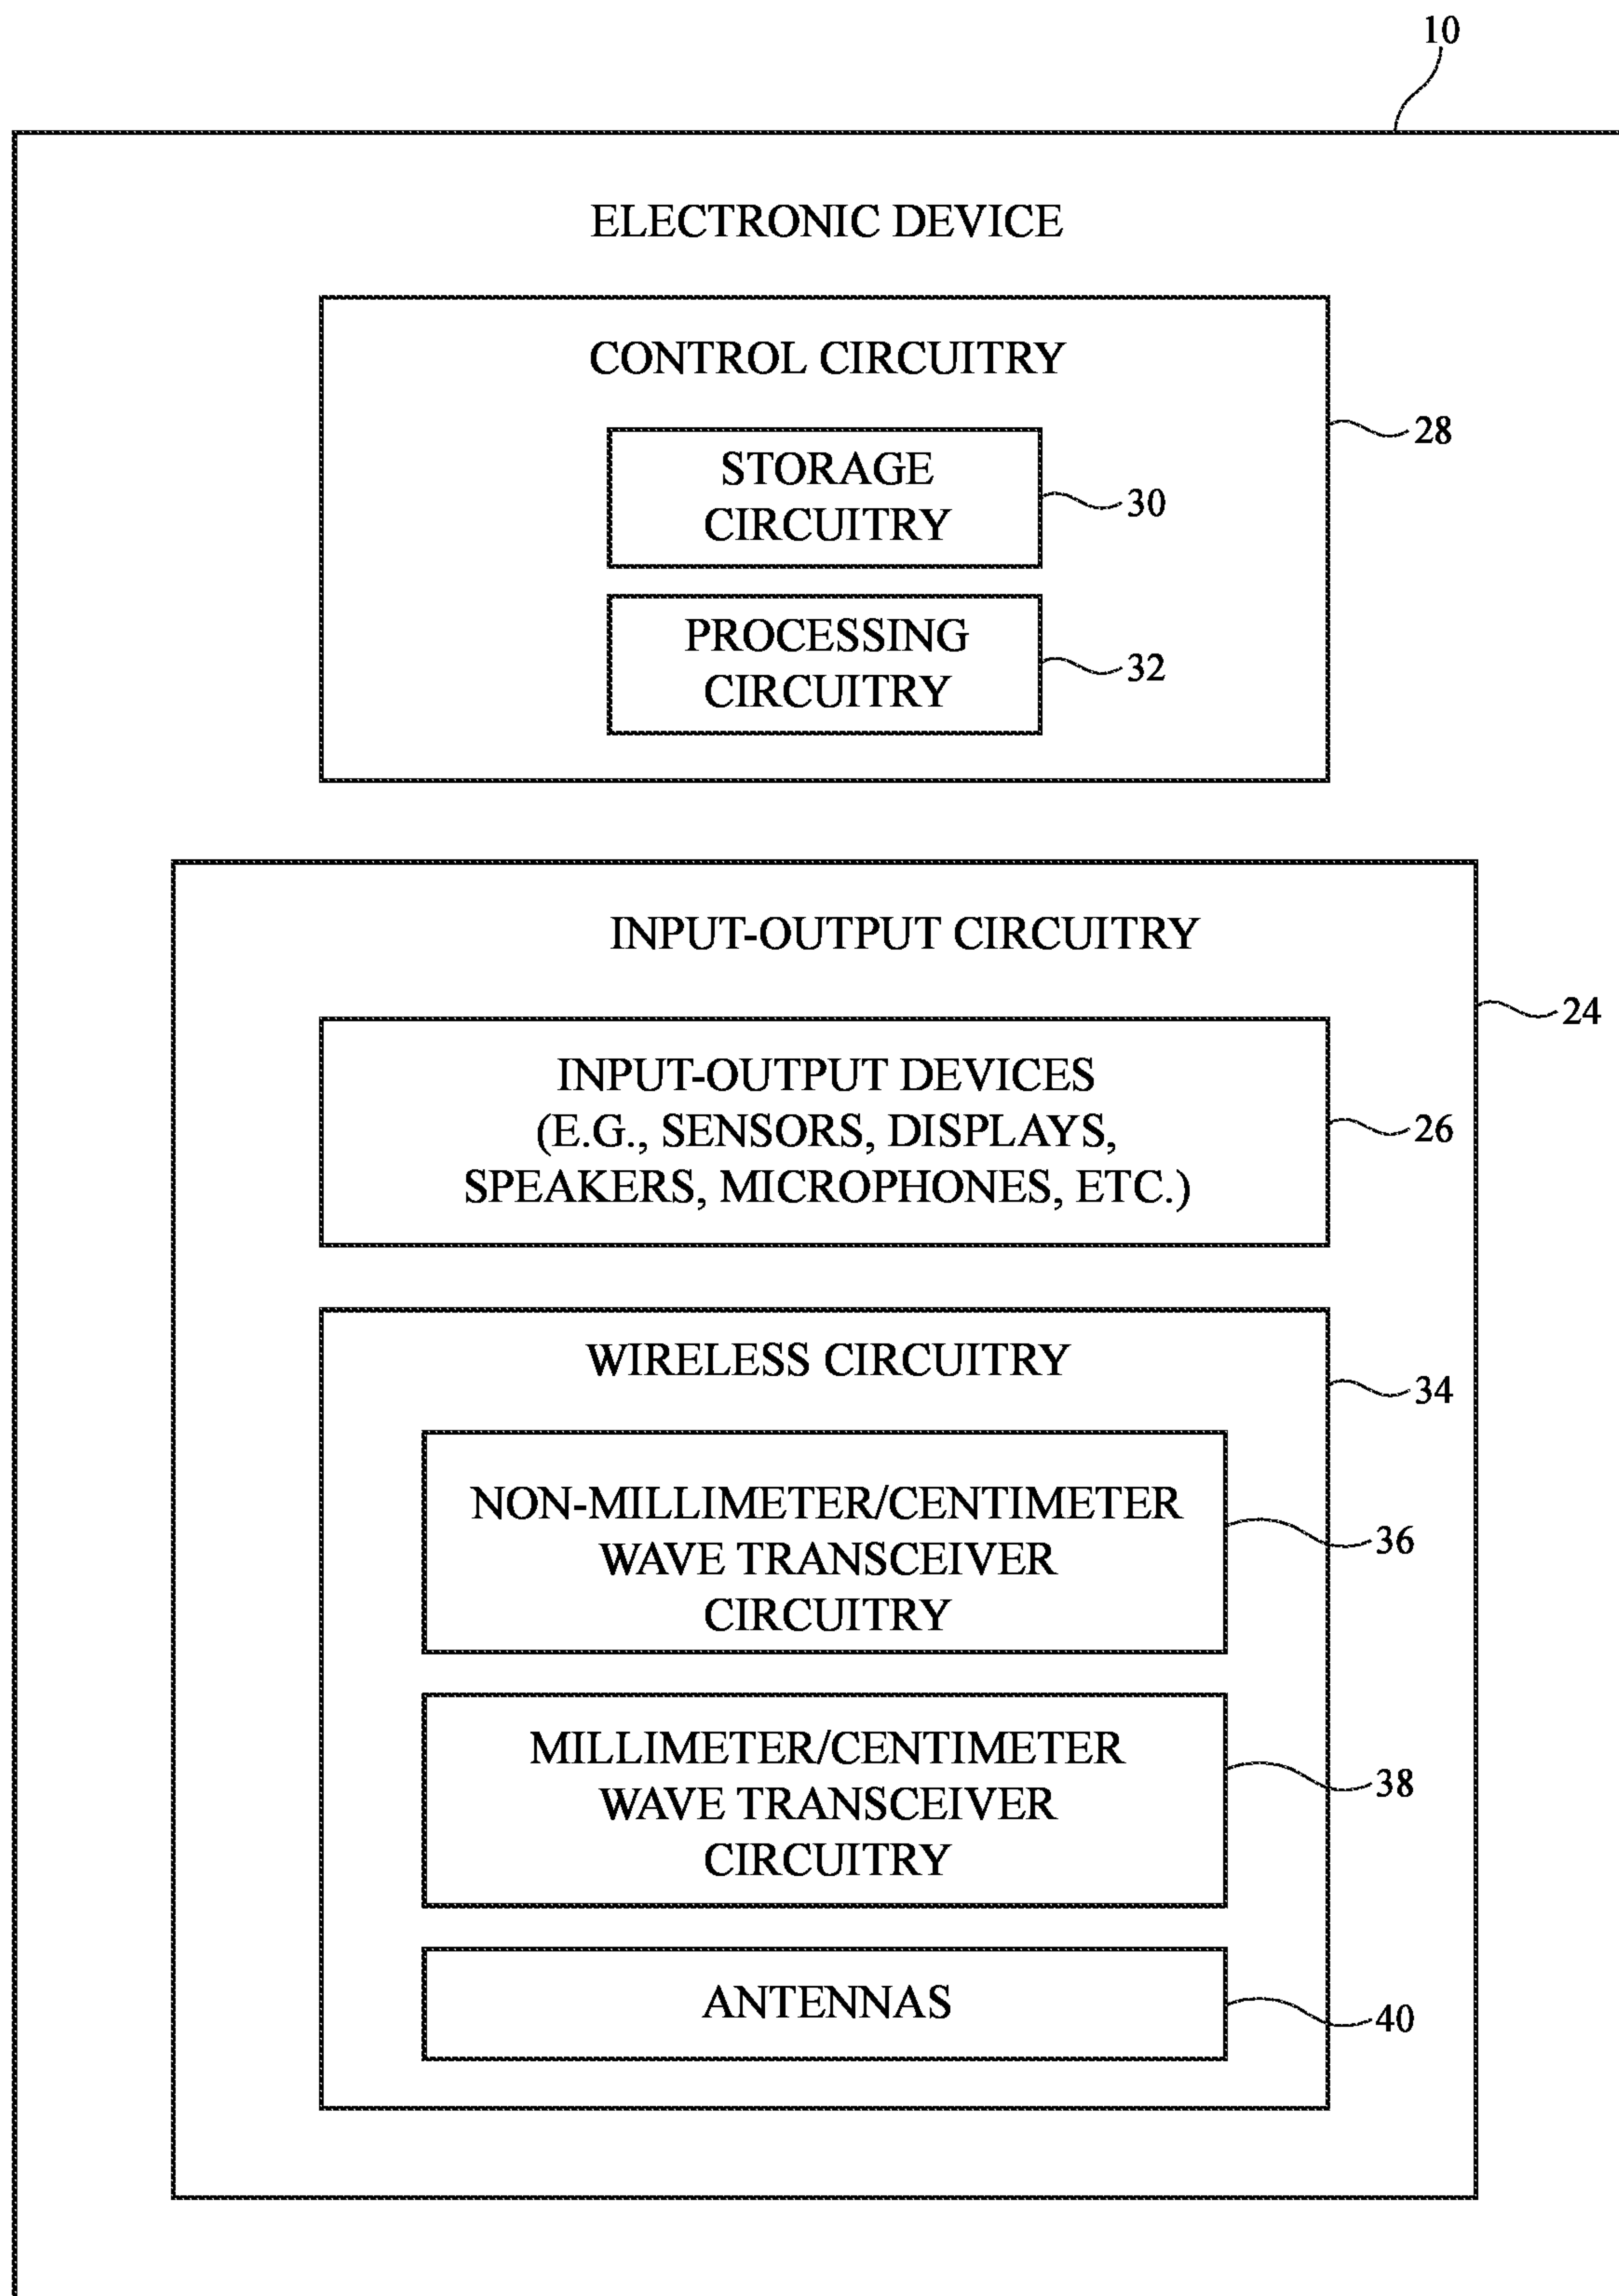 10
ELECTRONIC DEVICE
CONTROL CIRCUITRY
28
STORAGE
CIRCUITRY
30
PROCESSING
CIRCUITRY
32
INPUT-OUTPUT CIRCUITRY
24
INPUT-OUTPUT DEVICES
(E.G., SENSORS, DISPLAYS,
SPEAKERS, MICROPHONES, ETC.)
26
WIRELESS CIRCUITRY
34
NON-MILLIMETER/CENTIMETER
WAVE TRANSCEIVER
CIRCUITRY
36
MILLIMETER/CENTIMETER
WAVE TRANSCEIVER
CIRCUITRY
38
ANTENNAS
40